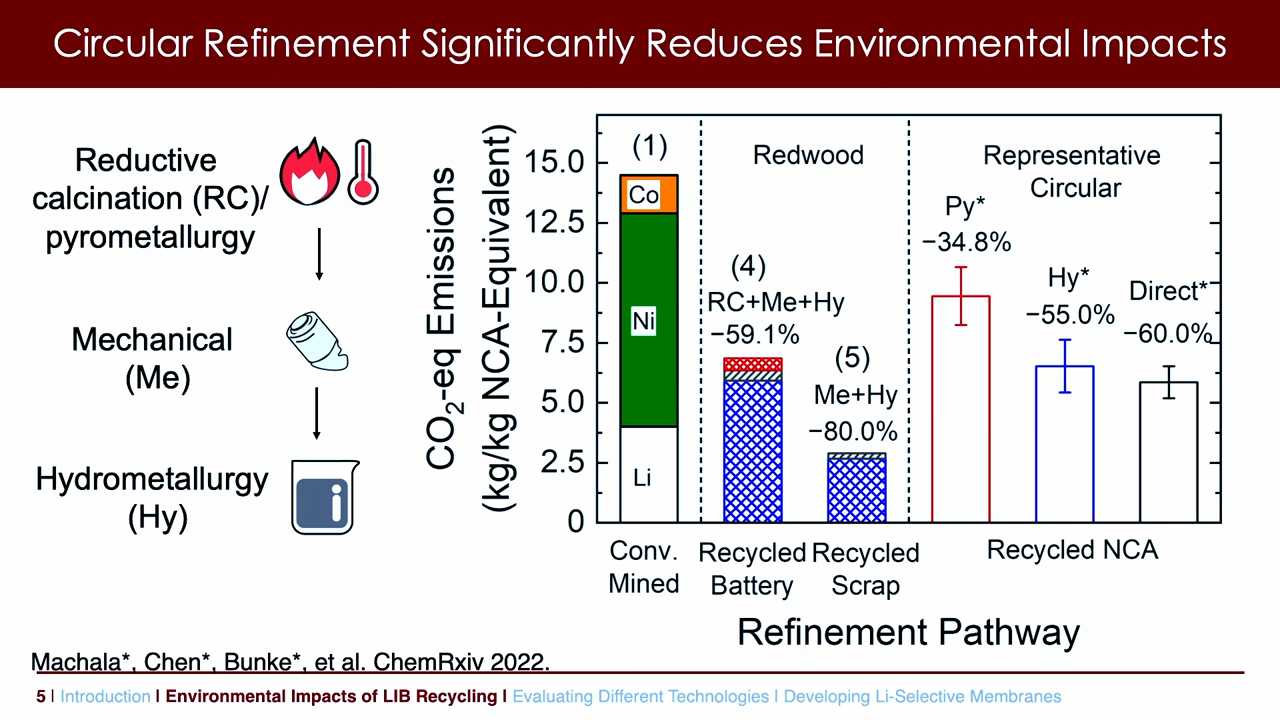 Circular Refinement Significantly Reduces Environmental Impacts
Reductive
calcination (RC)/
pyrometallurgy
Mechanical
(Me)
Hydrometallurgy
(Hy)
CO₂-eq Emissions
(kg/kg NCA-Equivalent)
15.0
12.5
10.0
7.5
5.0
2.5
0
(1)
Co
Ni
Li
Redwood
(4)
RC+Me+Hy
−59.1%
(5)
Me+Hy
−80.0%
Representative
Circular
Py*
−34.8%
Hy*
−55.0%
Direct*
−60.0%
Conv.
Mined
Recycled
Battery
Recycled
Scrap
Recycled NCA
Refinement Pathway
Machala*, Chen*, Bunke*, et al. ChemRxiv 2022.
5 I Introduction I Environmental Impacts of LIB Recycling I Evaluating Different Technologies I Developing Li-Selective Membranes